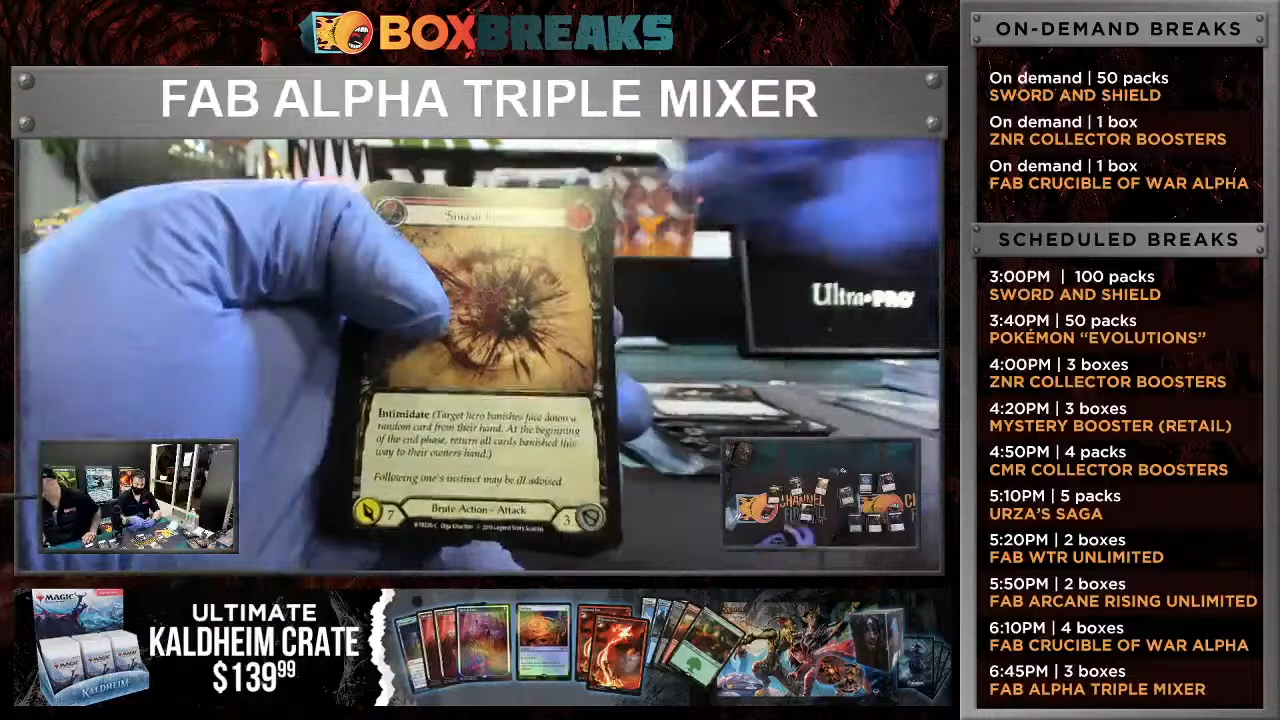 BOXBREAKS
FAB ALPHA TRIPLE MIXER
Smash
Ultra•PRO
Intimidate (Target hero banishes face down a
random card from their hand. At the beginning
of the end phase, return all cards banished this
way to their owners hand.)
Following one's instinct may be ill advised.
7
Brute Action - Attack
3
ULTIMATE
KALDHEIM CRATE
$139.99
MAGIC
KALDHEIM
ON-DEMAND BREAKS
On demand | 50 packs
SWORD AND SHIELD
On demand | 1 box
ZNR COLLECTOR BOOSTERS
On demand | 1 box
FAB CRUCIBLE OF WAR ALPHA
SCHEDULED BREAKS
3:00PM | 100 packs
SWORD AND SHIELD
3:40PM | 50 packs
POKÉMON “EVOLUTIONS”
4:00PM | 3 boxes
ZNR COLLECTOR BOOSTERS
4:20PM | 3 boxes
MYSTERY BOOSTER (RETAIL)
4:50PM | 4 packs
CMR COLLECTOR BOOSTERS
5:10PM | 5 packs
URZA'S SAGA
5:20PM | 2 boxes
FAB WTR UNLIMITED
5:50PM | 2 boxes
FAB ARCANE RISING UNLIMITED
6:10PM | 4 boxes
FAB CRUCIBLE OF WAR ALPHA
6:45PM | 3 boxes
FAB ALPHA TRIPLE MIXER